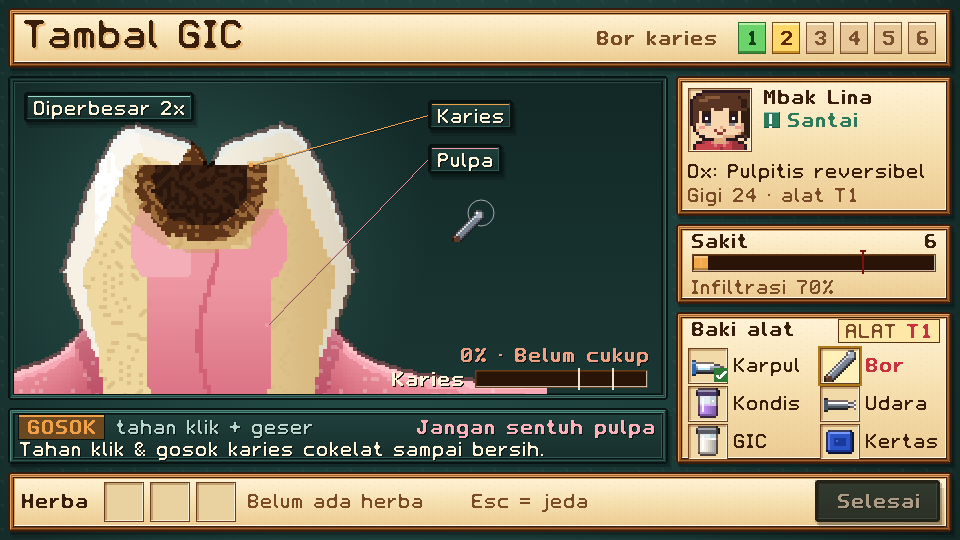 Tambal GIC
Bor karies 1 2 3 4 5 6
Diperbesar 2x
Karies
Pulpa
0% · Belum cukup
Karies
GOSOK tahan klik + geser Jangan sentuh pulpa
Tahan klik & gosok karies cokelat sampai bersih.
Mbak Lina
Santai
Dx: Pulpitis reversibel
Gigi 24 · alat T1
Sakit 6
Infiltrasi 70%
Baki alat ALAT T1
Karpul Bor
Kondis Udara
GIC Kertas
Herba Belum ada herba Esc = jeda Selesai